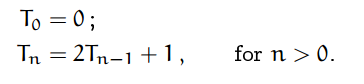 T₀ = 0 ;
Tₙ = 2Tₙ₋₁ + 1 ,    for n > 0.